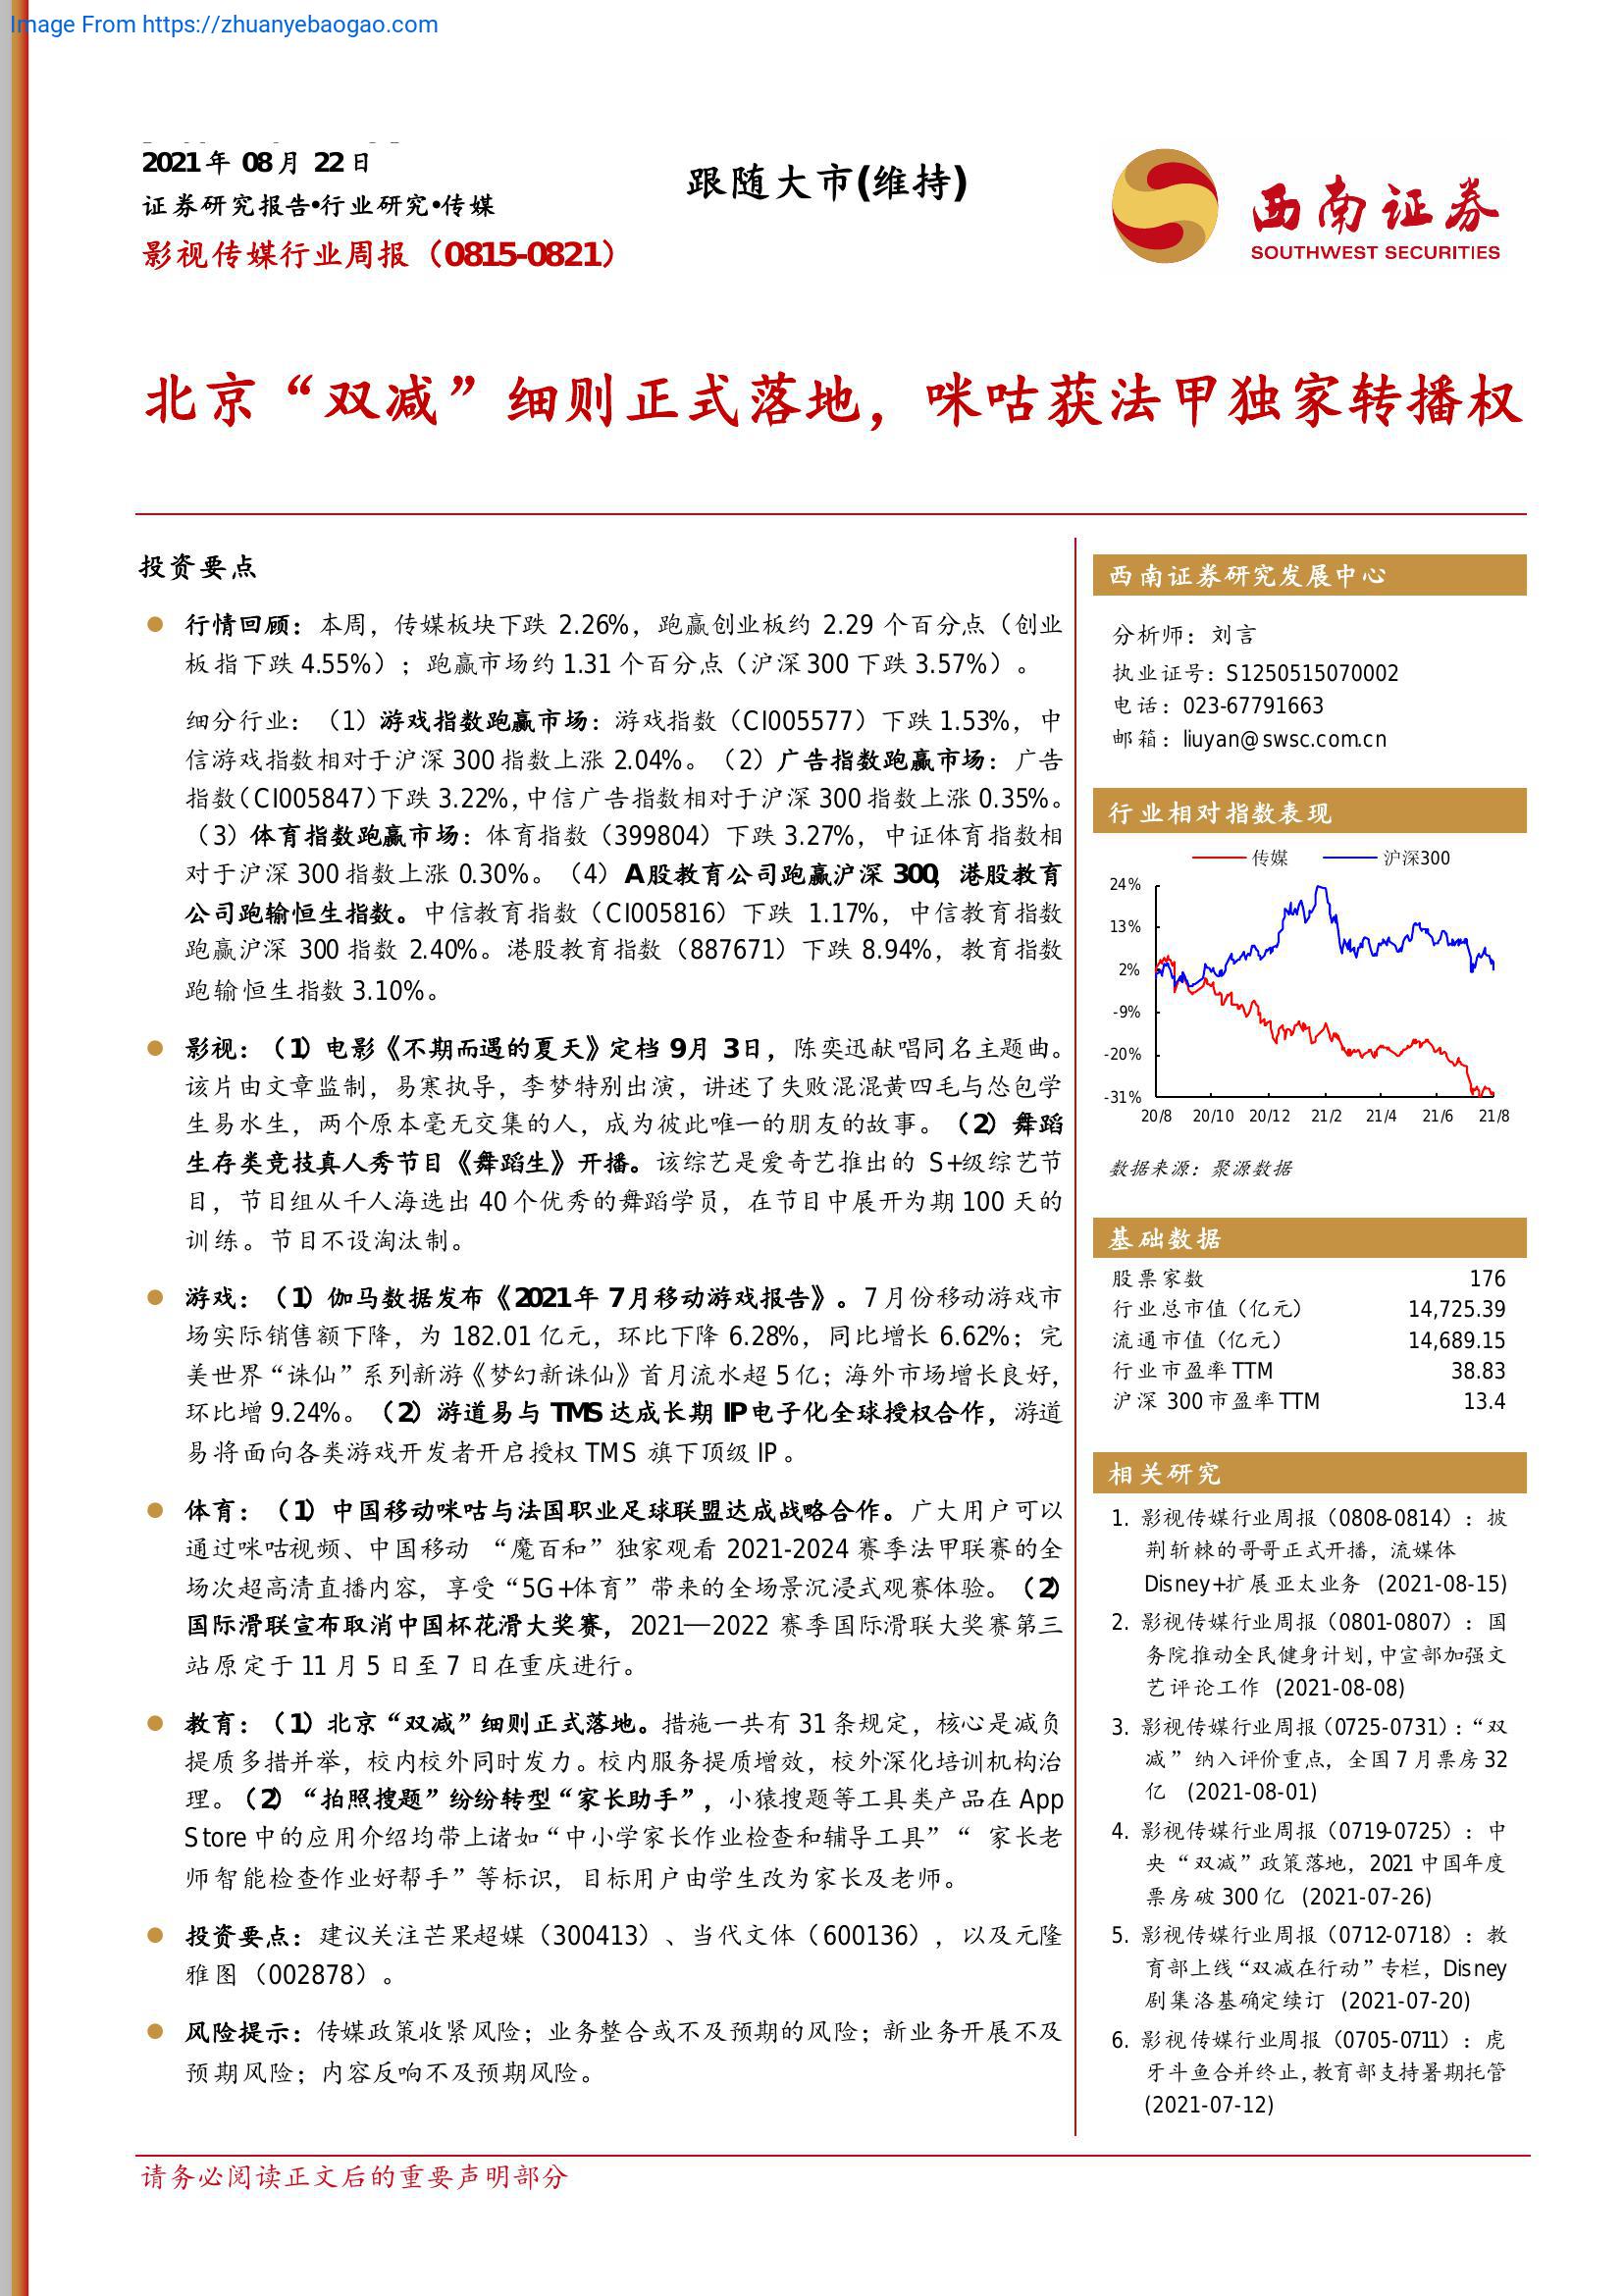 Image From https://zhuanyebaogao.com
2021年 08月 22日
证券研究报告•行业研究•传媒
影视传媒行业周报（0815-0821）
跟随大市(维持)
西南证券
SOUTHWEST SECURITIES
北京“双减”细则正式落地，咪咕获法甲独家转播权
投资要点
行情回顾：本周，传媒板块下跌 2.26%，跑赢创业板约 2.29 个百分点（创业
板指下跌 4.55%）；跑赢市场约 1.31 个百分点（沪深 300 下跌 3.57%）。
细分行业：（1）游戏指数跑赢市场：游戏指数（CI005577）下跌 1.53%，中
信游戏指数相对于沪深 300 指数上涨 2.04%。（2）广告指数跑赢市场：广告
指数（CI005847）下跌 3.22%，中信广告指数相对于沪深 300 指数上涨 0.35%。
（3）体育指数跑赢市场：体育指数（399804）下跌 3.27%，中证体育指数相
对于沪深 300 指数上涨 0.30%。（4）A股教育公司跑赢沪深 300，港股教育
公司跑输恒生指数。中信教育指数（CI005816）下跌 1.17%，中信教育指数
跑赢沪深 300 指数 2.40%。港股教育指数（887671）下跌 8.94%，教育指数
跑输恒生指数 3.10%。
影视：（1）电影《不期而遇的夏天》定档 9月 3日，陈奕迅献唱同名主题曲。
该片由文章监制，易寒执导，李梦特别出演，讲述了失败混混黄四毛与怂包学
生易水生，两个原本毫无交集的人，成为彼此唯一的朋友的故事。（2）舞蹈
生存类竞技真人秀节目《舞蹈生》开播。该综艺是爱奇艺推出的 S+级综艺节
目，节目组从千人海选出 40 个优秀的舞蹈学员，在节目中展开为期 100 天的
训练。节目不设淘汰制。
游戏：（1）伽马数据发布《2021年 7月移动游戏报告》。7 月份移动游戏市
场实际销售额下降，为 182.01 亿元，环比下降 6.28%，同比增长 6.62%；完
美世界“诛仙”系列新游《梦幻新诛仙》首月流水超 5 亿；海外市场增长良好，
环比增 9.24%。（2）游道易与 TMS 达成长期 IP 电子化全球授权合作，游道
易将面向各类游戏开发者开启授权 TMS 旗下顶级 IP。
体育：（1）中国移动咪咕与法国职业足球联盟达成战略合作。广大用户可以
通过咪咕视频、中国移动 “魔百和”独家观看 2021-2024 赛季法甲联赛的全
场次超高清直播内容，享受“5G+体育”带来的全场景沉浸式观赛体验。（2）
国际滑联宣布取消中国杯花滑大奖赛，2021—2022 赛季国际滑联大奖赛第三
站原定于 11 月 5 日至 7 日在重庆进行。
教育：（1）北京“双减”细则正式落地。措施一共有 31 条规定，核心是减负
提质多措并举，校内校外同时发力。校内服务提质增效，校外深化培训机构治
理。（2）“拍照搜题”纷纷转型“家长助手”，小猿搜题等工具类产品在 App
Store 中的应用介绍均带上诸如“中小学家长作业检查和辅导工具”“ 家长老
师智能检查作业好帮手”等标识，目标用户由学生改为家长及老师。
投资要点：建议关注芒果超媒（300413）、当代文体（600136），以及元隆
雅图（002878）。
风险提示：传媒政策收紧风险；业务整合或不及预期的风险；新业务开展不及
预期风险；内容反响不及预期风险。
西南证券研究发展中心
分析师：刘言
执业证号：S1250515070002
电话：023-67791663
邮箱：liuyan@swsc.com.cn
行业相对指数表现
传媒 沪深300
24%
13%
2%
-9%
-20%
-31%
20/8 20/10 20/12 21/2 21/4 21/6 21/8
数据来源：聚源数据
基础数据
股票家数 176
行业总市值（亿元） 14,725.39
流通市值（亿元） 14,689.15
行业市盈率 TTM 38.83
沪深 300 市盈率 TTM 13.4
相关研究
1. 影视传媒行业周报（0808-0814）：披
荆斩棘的哥哥正式开播，流媒体
Disney+扩展亚太业务 (2021-08-15)
2. 影视传媒行业周报（0801-0807）：国
务院推动全民健身计划，中宣部加强文
艺评论工作 (2021-08-08)
3. 影视传媒行业周报（0725-0731）：“双
减”纳入评价重点，全国 7 月票房 32
亿 (2021-08-01)
4. 影视传媒行业周报（0719-0725）：中
央“双减”政策落地，2021 中国年度
票房破 300 亿 (2021-07-26)
5. 影视传媒行业周报（0712-0718）：教
育部上线“双减在行动”专栏，Disney
剧集洛基确定续订 (2021-07-20)
6. 影视传媒行业周报（0705-0711）：虎
牙斗鱼合并终止，教育部支持暑期托管
(2021-07-12)
请务必阅读正文后的重要声明部分